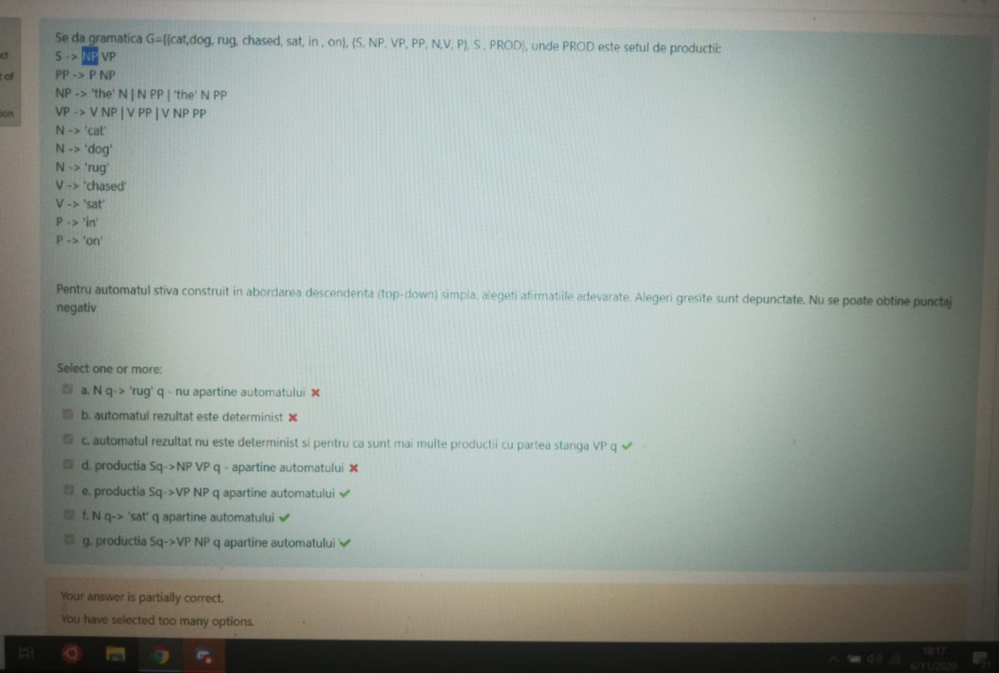 ct
t of
ion
Se da gramatica G={{cat,dog, rug, chased, sat, in , on}, {S, NP, VP, PP, N,V, P}, S , PROD}, unde PROD este setul de productii:
S -> NP VP
PP -> P NP
NP -> 'the' N | N PP | 'the' N PP
VP -> V NP | V PP | V NP PP
N -> 'cat'
N -> 'dog'
N -> 'rug'
V -> 'chased'
V -> 'sat'
P -> 'in'
P -> 'on'
Pentru automatul stiva construit in abordarea descendenta (top-down) simpla, alegeti afirmatiile adevarate. Alegeri gresite sunt depunctate. Nu se poate obtine punctaj
negativ
Select one or more:
a. N q-> 'rug' q - nu apartine automatului
b. automatul rezultat este determinist
c. automatul rezultat nu este determinist si pentru ca sunt mai multe productii cu partea stanga VP q
d. productia Sq->NP VP q - apartine automatului
e. productia Sq->VP NP q apartine automatului
f. N q-> 'sat' q apartine automatului
g. productia Sq->VP NP q apartine automatului '
Your answer is partially correct.
You have selected too many options.
18:17
6/11/2020
21